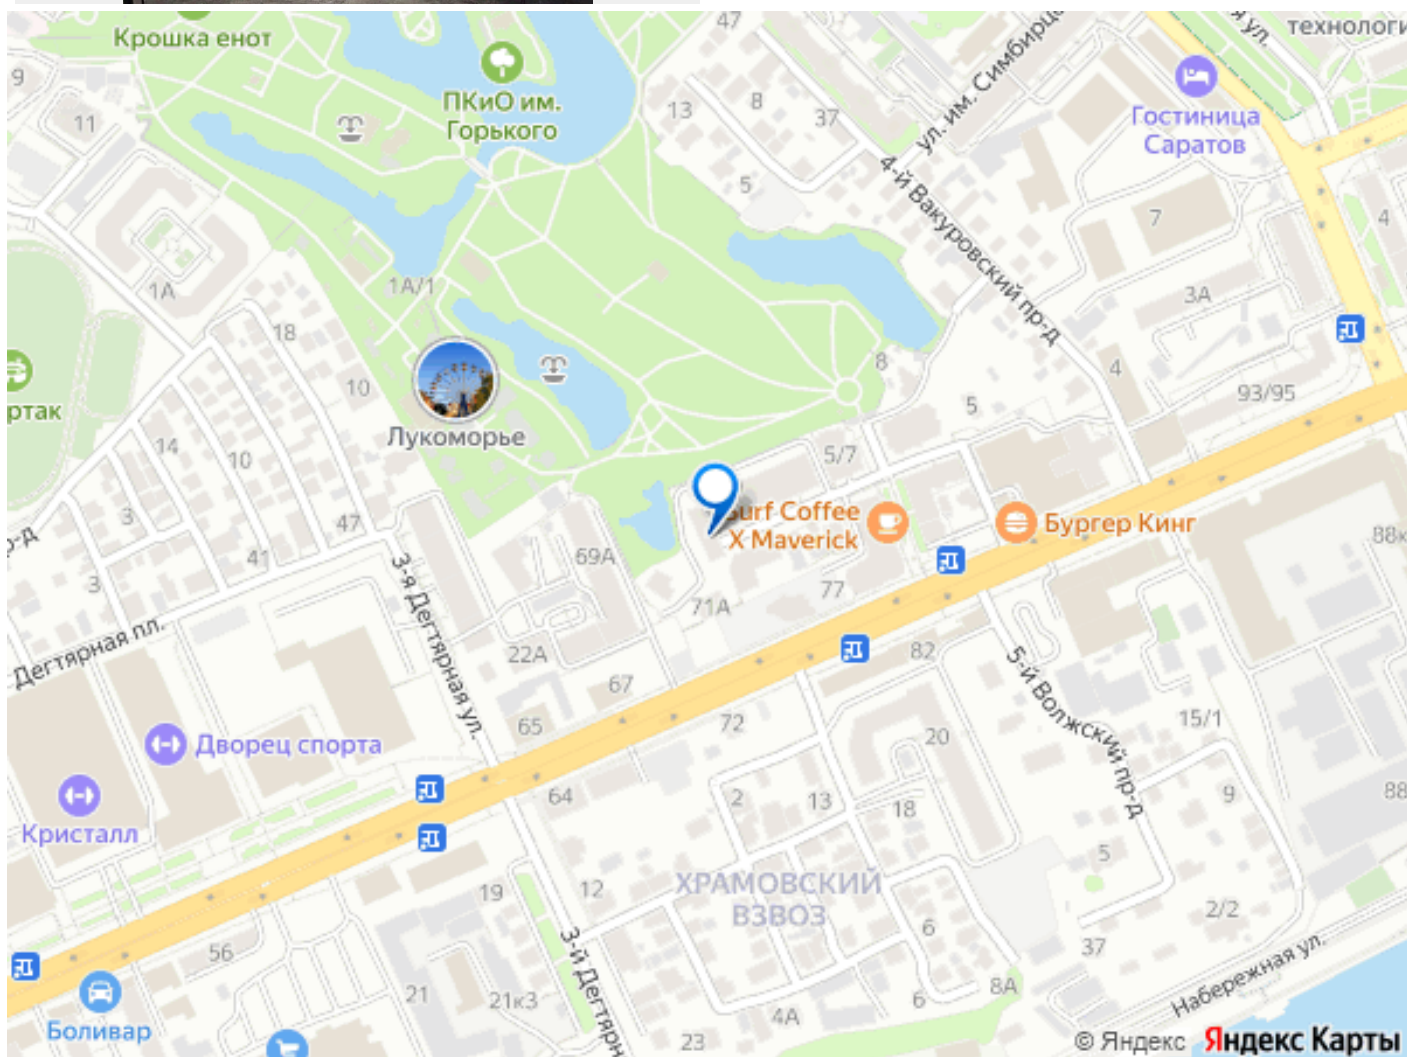 47
технологи
Крошка енот
ПКиО им.
Горького
9
11
13
8
37
ул. им. Симбирц
я ул.
Гостиница
Саратов
4-й Вакуровский пр-д
5
7
4
1А
1А/1
3А
18
10
8
4
93/95
ртак
Лукоморье
5
14
10
5/7
3
47
Surf Coffee
X Maverick
Бургер Кинг
88к
р-д
41
69А
3
77
71А
Дегтярная пл.
3-я Дегтярная ул.
22А
82
67
65
72
5-й Волжский пр-д
15/1
Дворец спорта
20
64
2
13
18
9
88
Кристалл
5
19
12
ХРАМОВСКИЙ
ВЗВОЗ
2/2
56
6
37
3-й Дегтярн
Набережная ул.
21
21к3
8А
6
4А
Боливар
23
© Яндекс Яндекс Карты